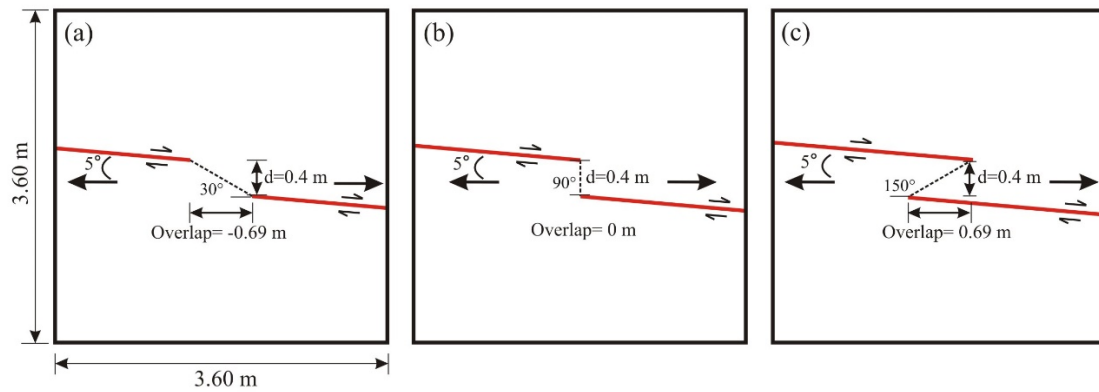 (a)
5°
30°
d=0.4 m
Overlap= -0.69 m
3.60 m
3.60 m
(b)
5°
90°
d=0.4 m
Overlap= 0 m
(c)
5°
150°
d=0.4 m
Overlap= 0.69 m